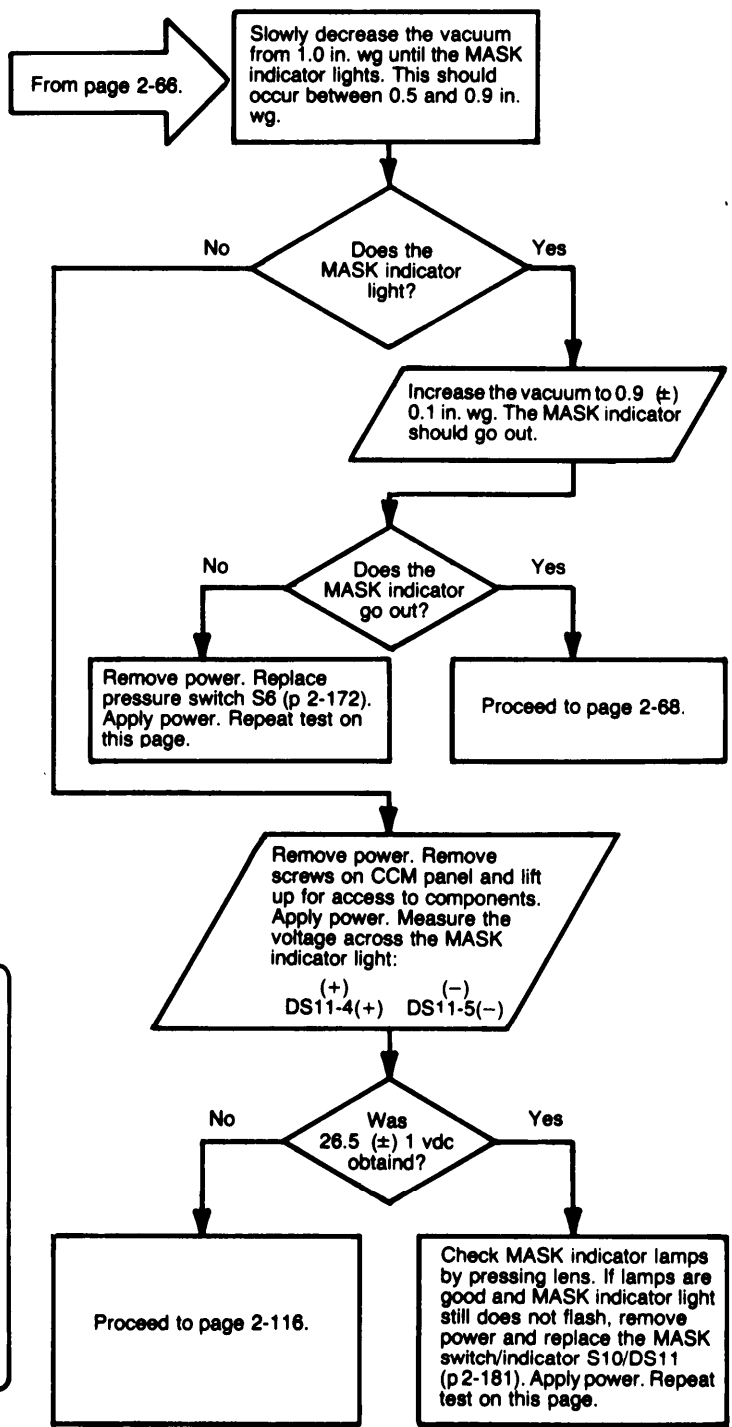 From page 2-66.
Slowly decrease the vacuum
from 1.0 in. wg until the MASK
indicator lights. This should
occur between 0.5 and 0.9 in.
wg.
No
Does the
MASK indicator
light?
Yes
Increase the vacuum to 0.9 (±)
0.1 in. wg. The MASK indicator
should go out.
No
Does the
MASK indicator
go out?
Yes
Remove power. Replace
pressure switch S6 (p 2-172).
Apply power. Repeat test on
this page.
Proceed to page 2-68.
Remove power. Remove
screws on CCM panel and lift
up for access to components.
Apply power. Measure the
voltage across the MASK
indicator light:
(+) (−)
DS11-4(+) DS11-5(−)
No
Was
26.5 (±) 1 vdc
obtaind?
Yes
Proceed to page 2-116.
Check MASK indicator lamps
by pressing lens. If lamps are
good and MASK indicator light
still does not flash, remove
power and replace the MASK
switch/indicator S10/DS11
(p 2-181). Apply power. Repeat
test on this page.